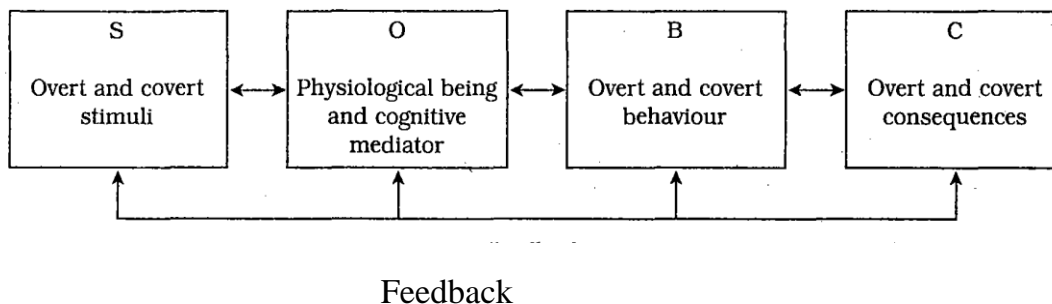 S
Overt and covert
stimuli
O
Physiological being
and cognitive
mediator
B
Overt and covert
behaviour
C
Overt and covert
consequences
Feedback